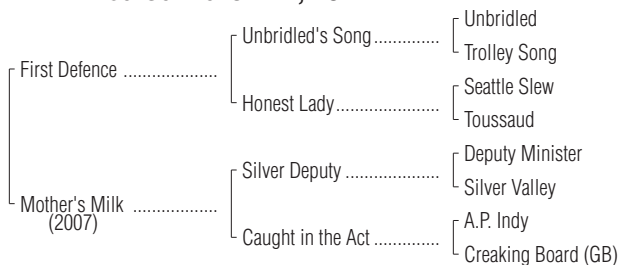 Unbridled
Unbridled's Song
Trolley Song
First Defence
Seattle Slew
Honest Lady
Toussaud
Deputy Minister
Silver Deputy
Silver Valley
Mother's Milk
(2007)
A.P. Indy
Caught in the Act
Creaking Board (GB)